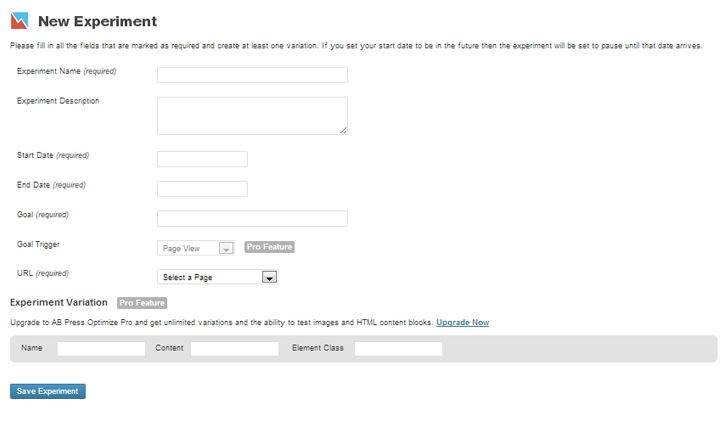 New Experiment
Please fill in all the fields that are marked as required and create at least one variation. If you set your start date to be in the future then the experiment will be set to pause until that date arrives.
Experiment Name (required)
Experiment Description
Start Date (required)
End Date (required)
Goal (required)
Goal Trigger Page View Pro Feature
URL (required) Select a Page
Experiment Variation Pro Feature
Upgrade to AB Press Optimize Pro and get unlimited variations and the ability to test images and HTML content blocks. Upgrade Now
Name Content Element Class
Save Experiment